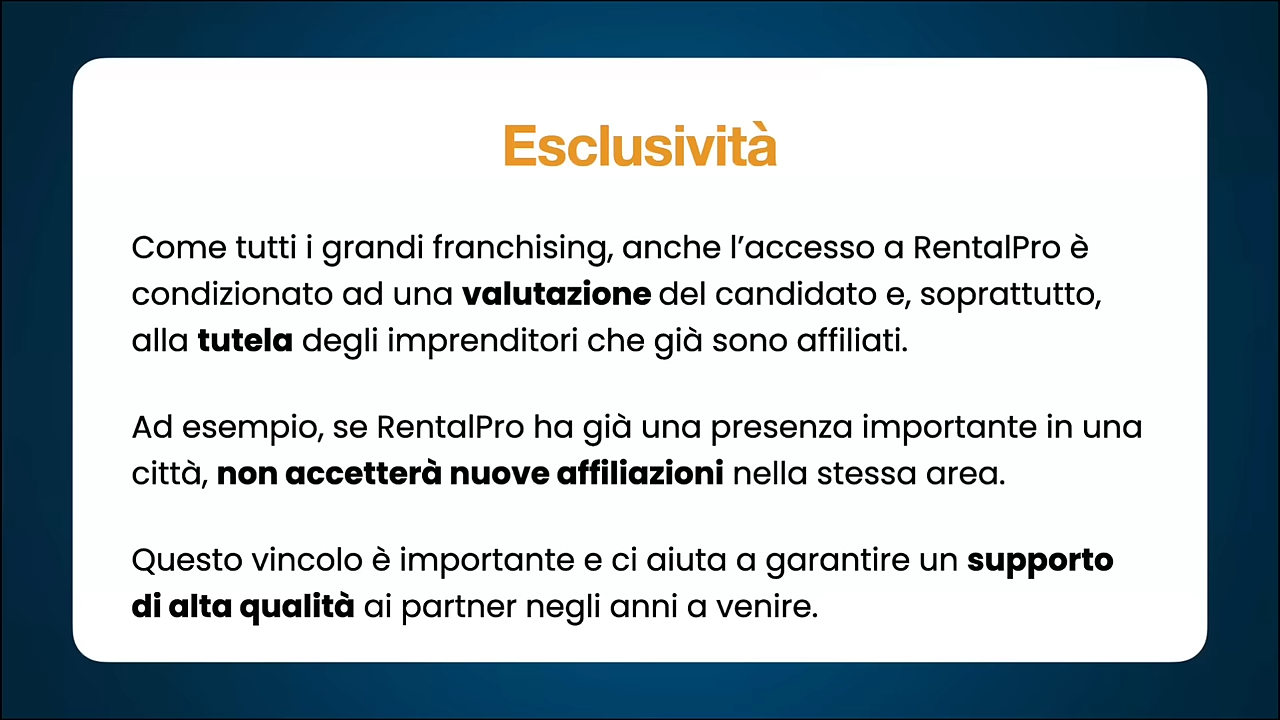 Esclusività
Come tutti i grandi franchising, anche l’accesso a RentalPro è
condizionato ad una valutazione del candidato e, soprattutto,
alla tutela degli imprenditori che già sono affiliati.
Ad esempio, se RentalPro ha già una presenza importante in una
città, non accetterà nuove affiliazioni nella stessa area.
Questo vincolo è importante e ci aiuta a garantire un supporto
di alta qualità ai partner negli anni a venire.